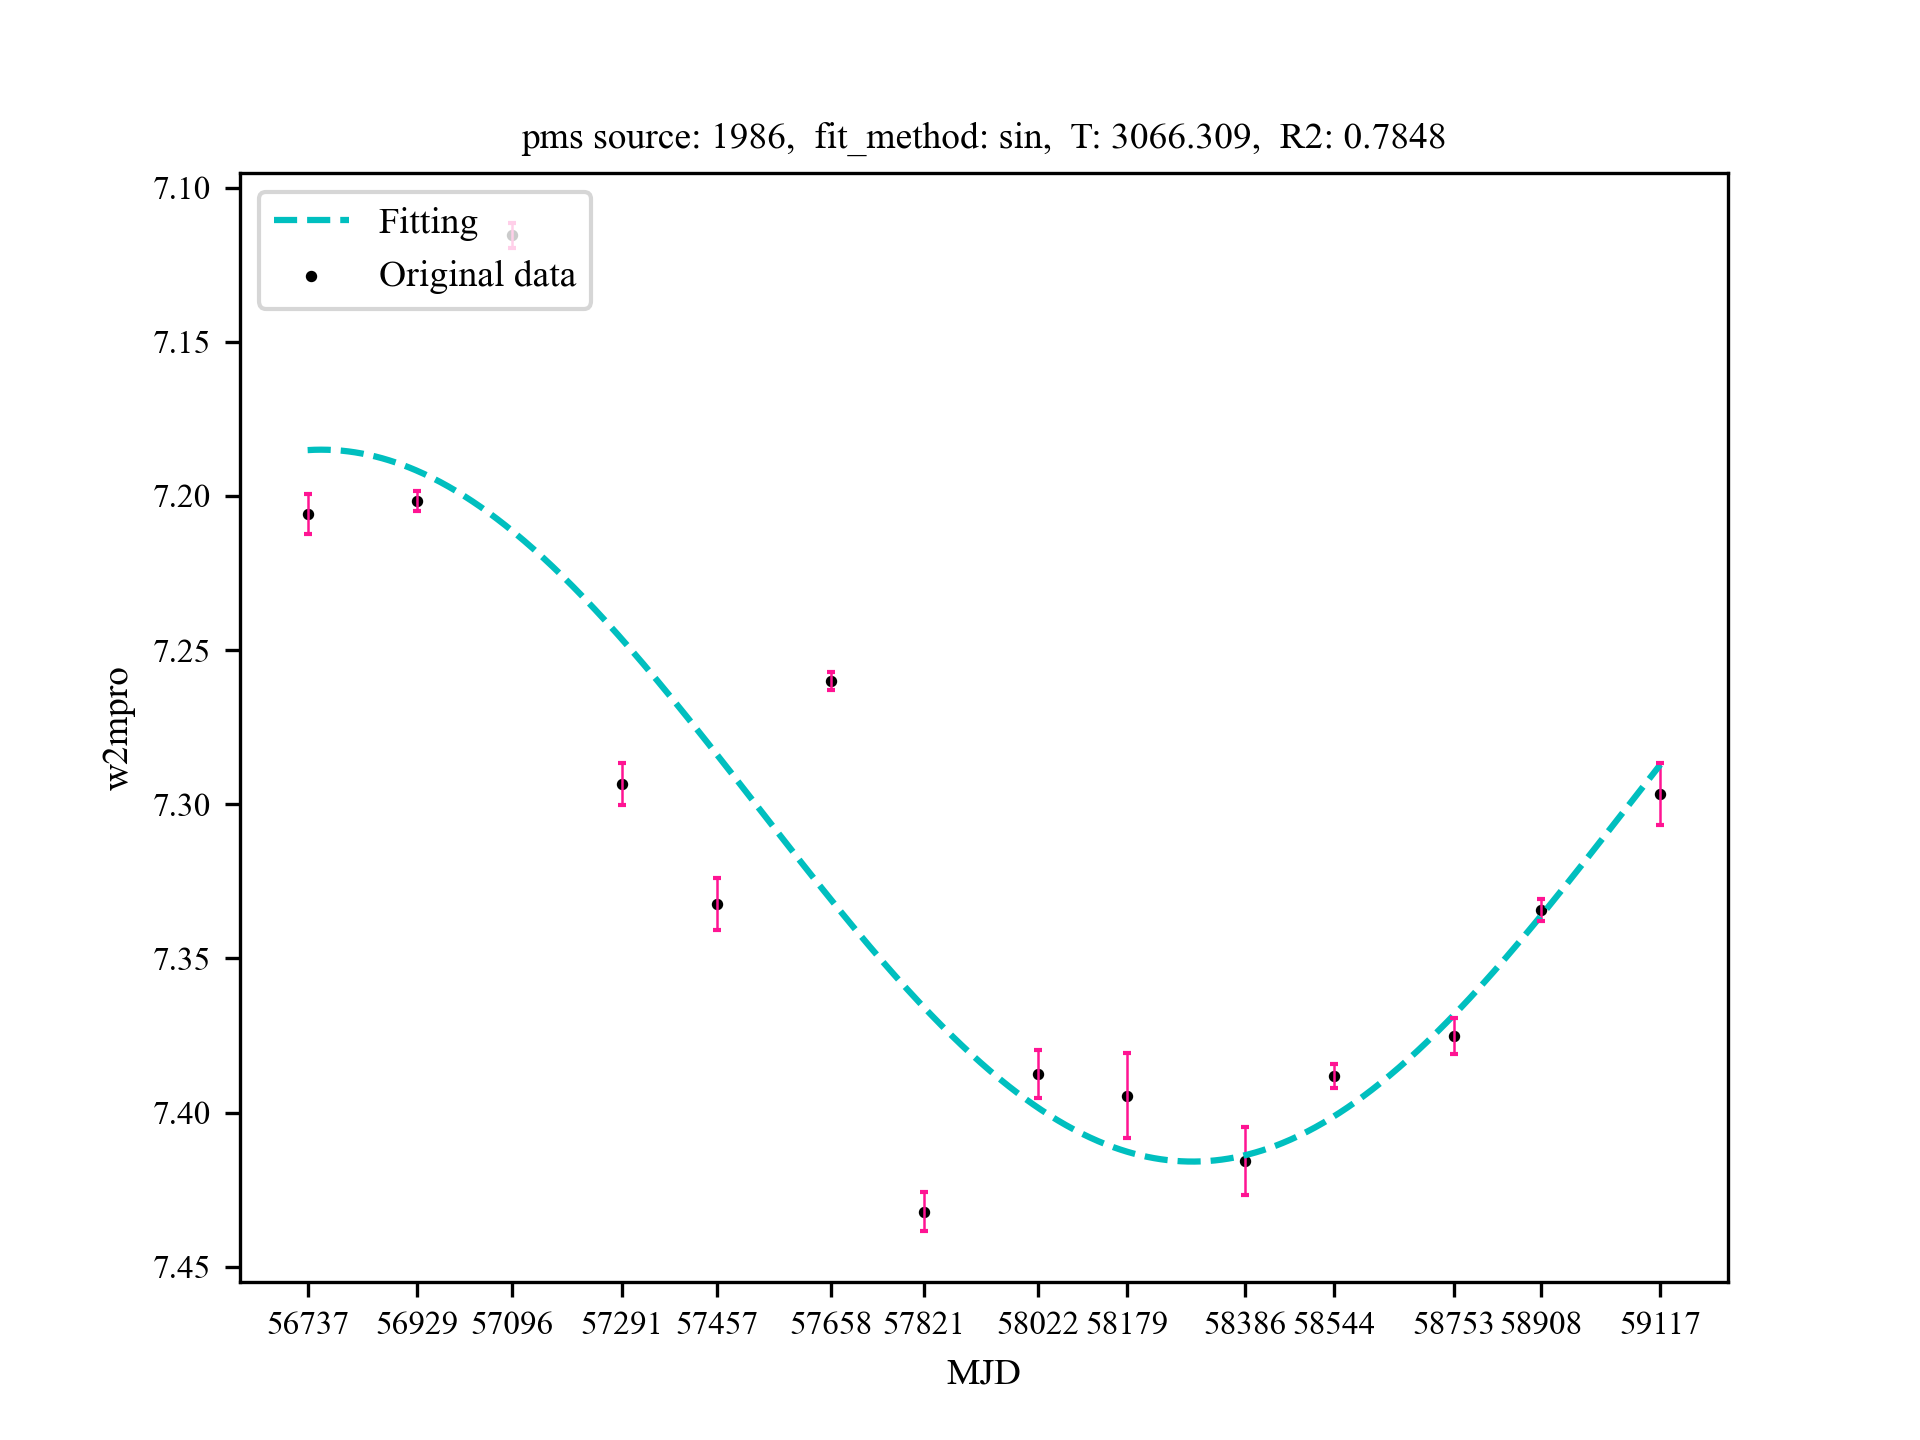 pms source: 1986,  fit_method: sin,  T: 3066.309,  R2: 0.7848
7.10
7.15
7.20
7.25
7.30
7.35
7.40
7.45
w2mpro
Fitting
Original data
56737 56929 57096 57291 57457 57658 57821 58022 58179 58386 58544 58753 58908 59117
MJD